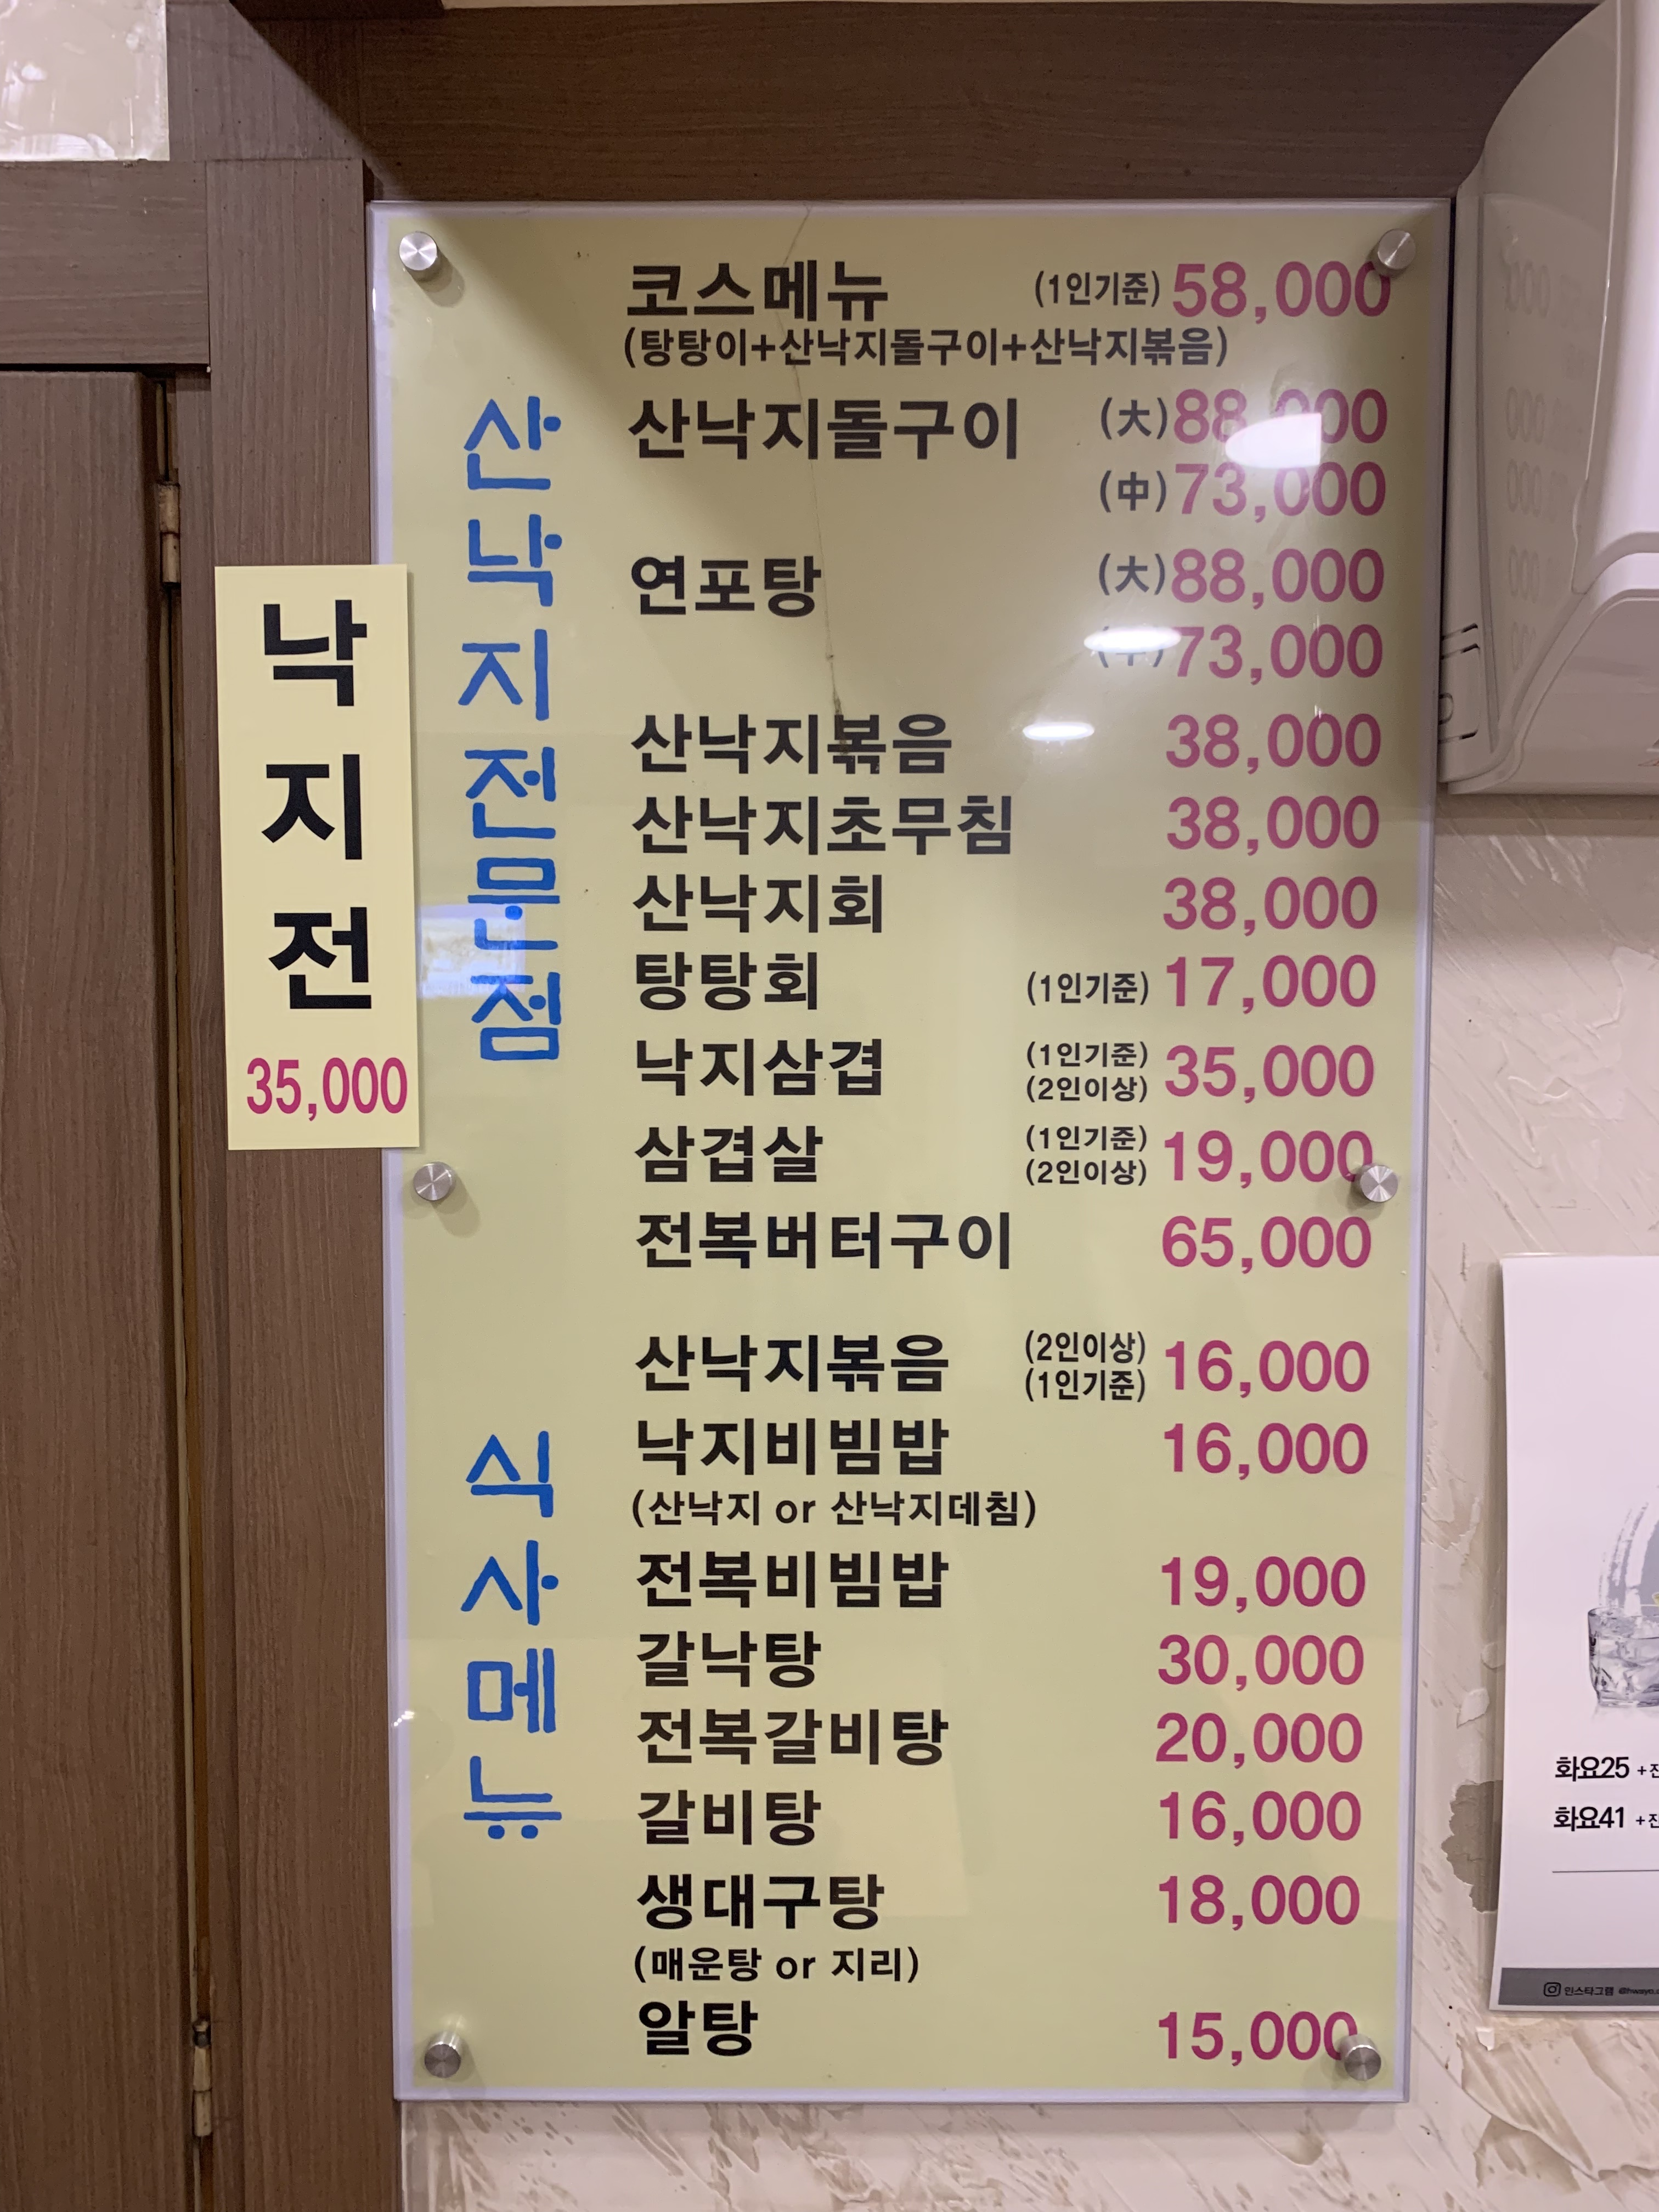 코스메뉴 (1인기준) 58,000
(탕탕이+산낙지돌구이+산낙지볶음)
산낙지전문점
산낙지돌구이 (大) 88,000
(中) 73,000
연포탕 (大) 88,000
73,000
산낙지볶음 38,000
산낙지초무침 38,000
산낙지회 38,000
탕탕회 (1인기준) 17,000
낙지삼겹 (1인기준) (2인이상) 35,000
삼겹살 (1인기준) (2인이상) 19,000
전복버터구이 65,000
낙지전
35,000
식사메뉴
산낙지볶음 (2인이상) (1인기준) 16,000
낙지비빔밥 16,000
(산낙지 or 산낙지데침)
전복비빔밥 19,000
갈낙탕 30,000
전복갈비탕 20,000
갈비탕 16,000
생대구탕 18,000
(매운탕 or 지리)
알탕 15,000
화요25 +
화요41 +
인스타그램